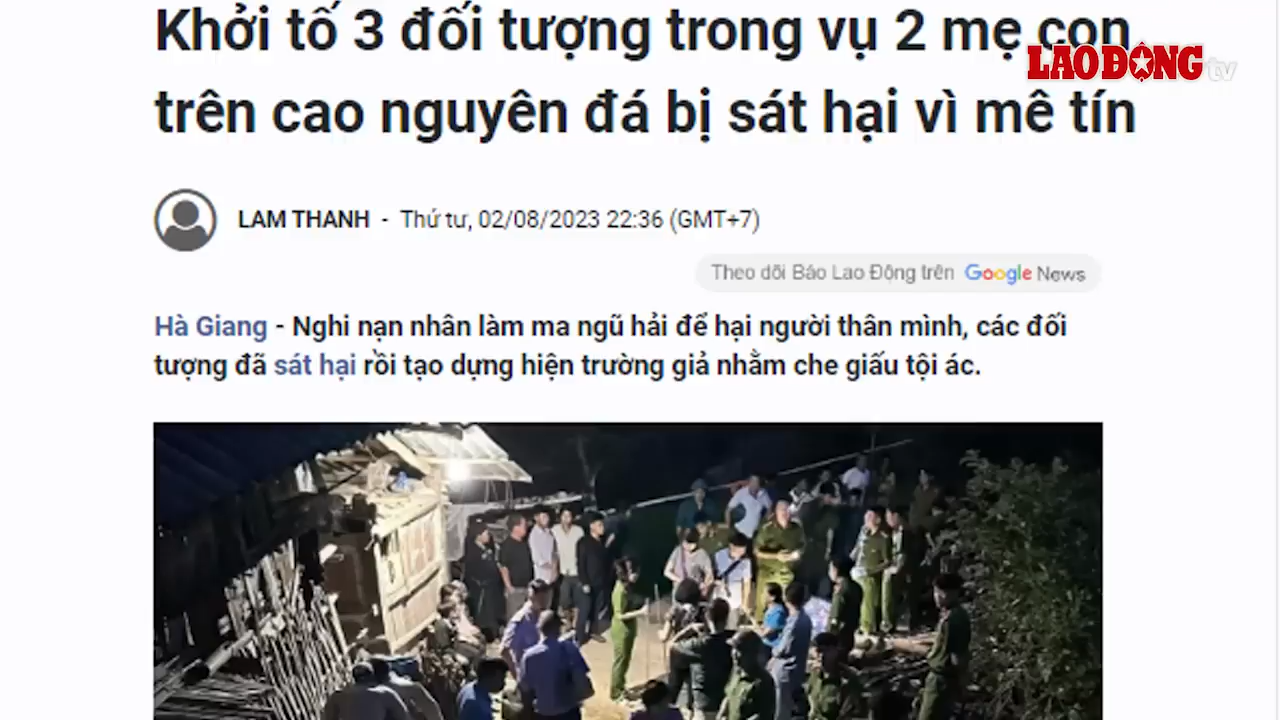 Khởi tố 3 đối tượng trong vụ 2 mẹ con
LAO ĐỘNG tv
trên cao nguyên đá bị sát hại vì mê tín
LAM THANH - Thứ tư, 02/08/2023 22:36 (GMT+7)
Theo dõi Báo Lao Động trên Google News
Hà Giang - Nghi nạn nhân làm ma ngũ hải để hại người thân mình, các đối
tượng đã sát hại rồi tạo dựng hiện trường giả nhằm che giấu tội ác.